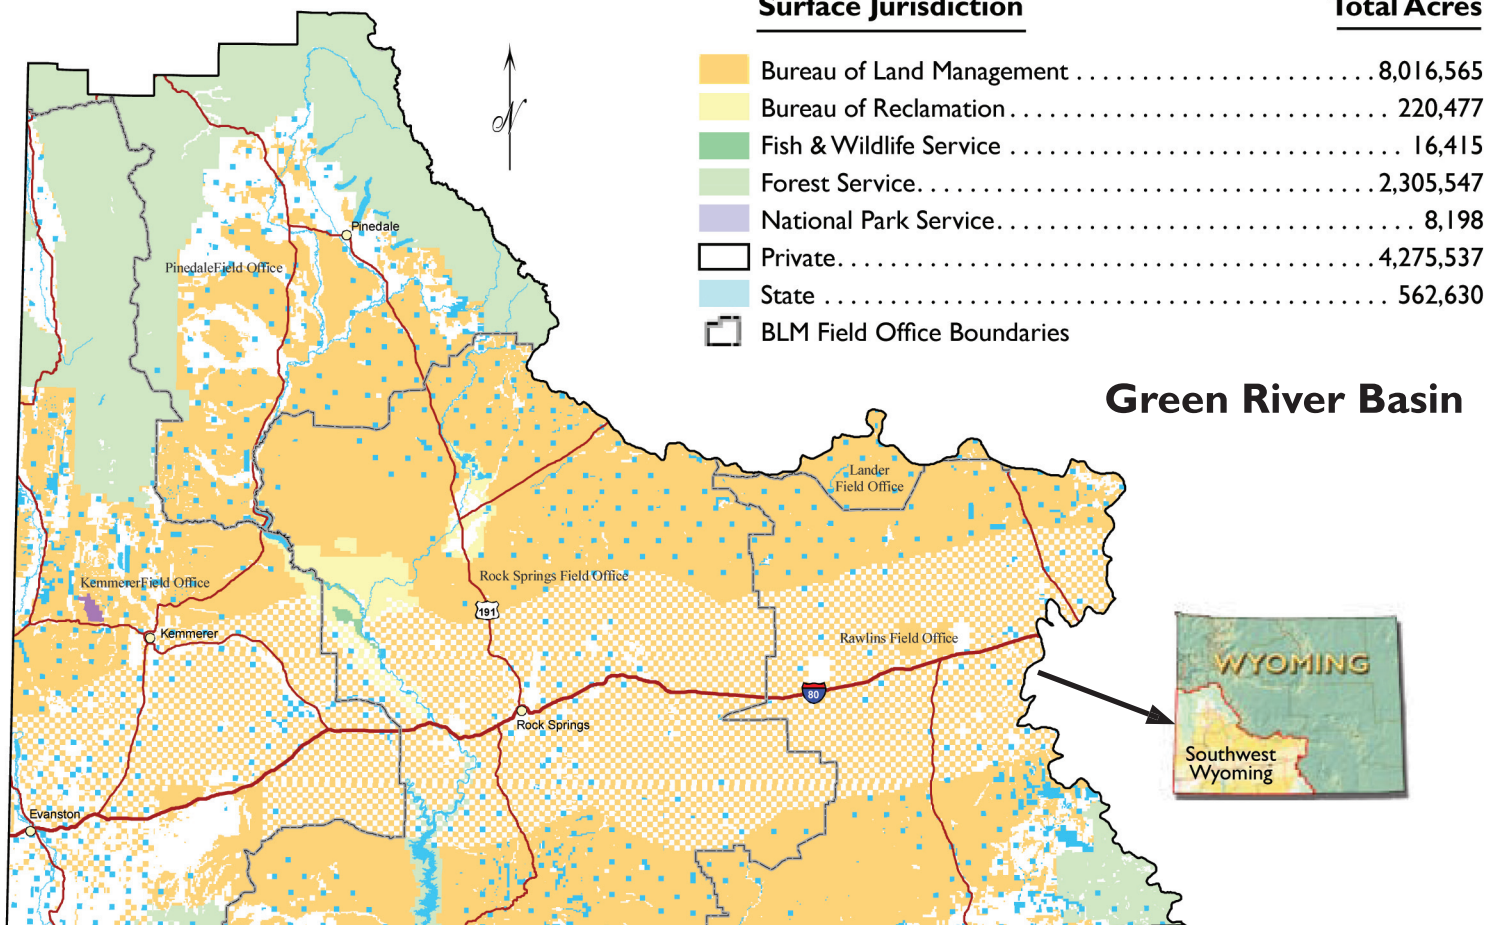 Surface Jurisdiction Total Acres
Bureau of Land Management 8,016,565
Bureau of Reclamation 220,477
Fish & Wildlife Service 16,415
Forest Service 2,305,547
National Park Service 8,198
Private 4,275,537
State 562,630
BLM Field Office Boundaries
N
Green River Basin
Pinedale
PinedaleField Office
Lander
Field Office
Rock Springs Field Office
KemmererField Office
191
Kemmerer
Rawlins Field Office
80
Rock Springs
Evanston
WYOMING
Southwest
Wyoming